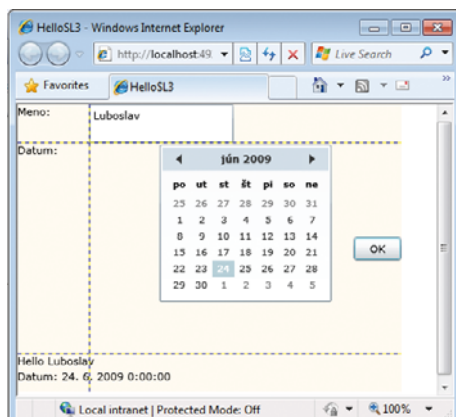 HelloSL3 - Windows Internet Explorer
http://localhost:49 Live Search
Favorites HelloSL3 »
Meno: Luboslav
Datum:
jún 2009
po ut st št pi so ne
25 26 27 28 29 30 31
1 2 3 4 5 6 7
8 9 10 11 12 13 14
15 16 17 18 19 20 21
22 23 24 25 26 27 28
29 30 1 2 3 4 5
OK
Hello Luboslav
Datum: 24. 6. 2009 0:00:00
Local intranet | Protected Mode: Off 100%